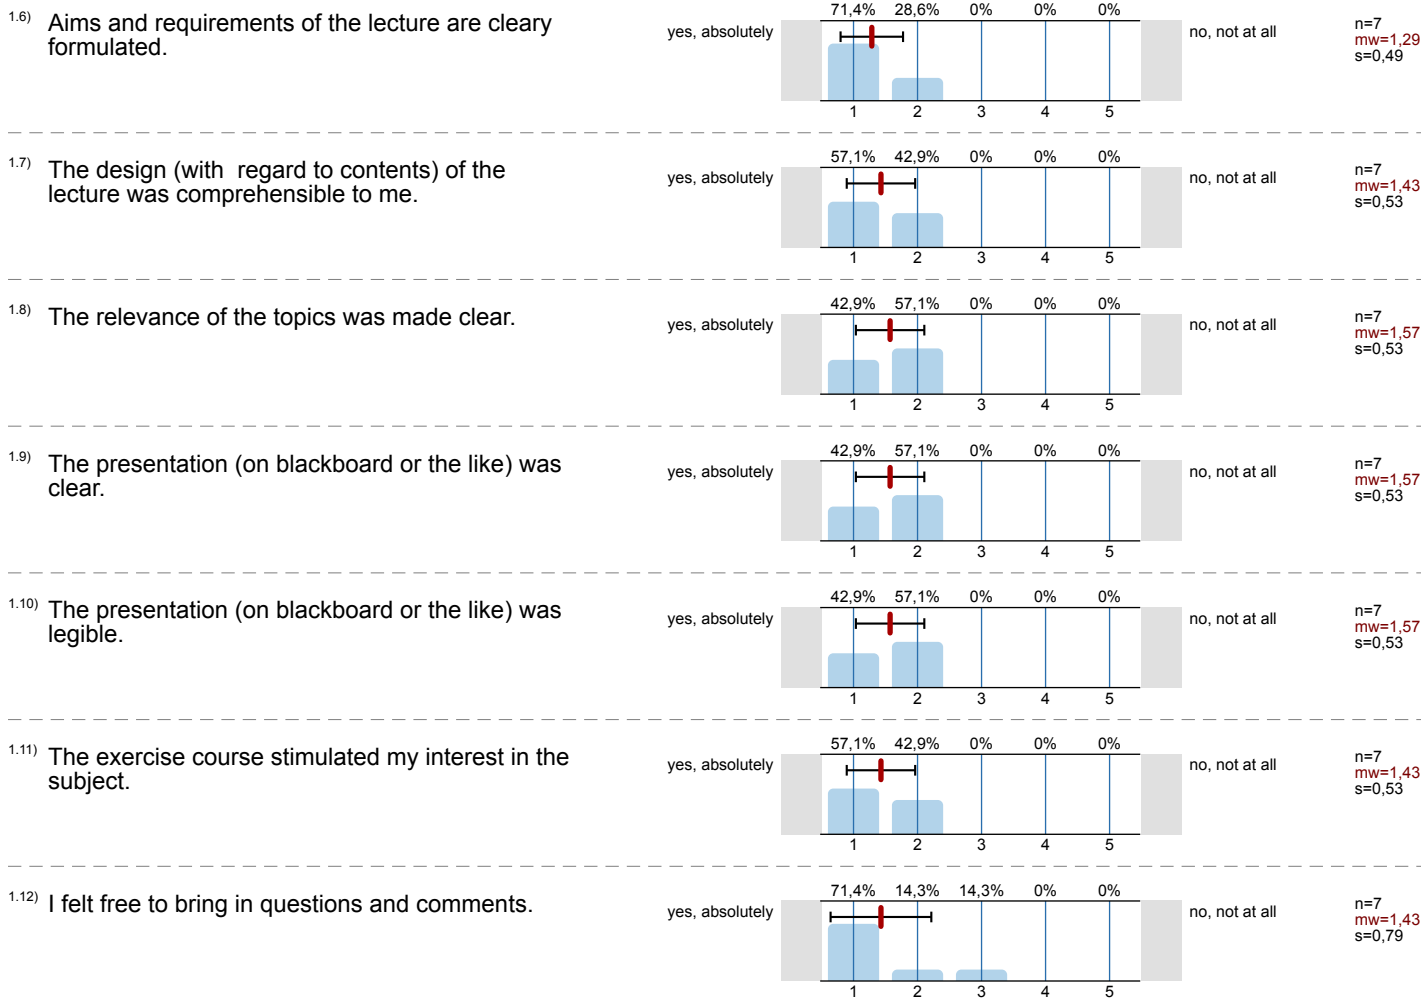 1.6) Aims and requirements of the lecture are cleary
formulated.
yes, absolutely
71,4% 28,6% 0% 0% 0%
1 2 3 4 5
no, not at all
n=7
mw=1,29
s=0,49
1.7) The design (with  regard to contents) of the
lecture was comprehensible to me.
yes, absolutely
57,1% 42,9% 0% 0% 0%
1 2 3 4 5
no, not at all
n=7
mw=1,43
s=0,53
1.8) The relevance of the topics was made clear.
yes, absolutely
42,9% 57,1% 0% 0% 0%
1 2 3 4 5
no, not at all
n=7
mw=1,57
s=0,53
1.9) The presentation (on blackboard or the like) was
clear.
yes, absolutely
42,9% 57,1% 0% 0% 0%
1 2 3 4 5
no, not at all
n=7
mw=1,57
s=0,53
1.10) The presentation (on blackboard or the like) was
legible.
yes, absolutely
42,9% 57,1% 0% 0% 0%
1 2 3 4 5
no, not at all
n=7
mw=1,57
s=0,53
1.11) The exercise course stimulated my interest in the
subject.
yes, absolutely
57,1% 42,9% 0% 0% 0%
1 2 3 4 5
no, not at all
n=7
mw=1,43
s=0,53
1.12) I felt free to bring in questions and comments.
yes, absolutely
71,4% 14,3% 14,3% 0% 0%
1 2 3 4 5
no, not at all
n=7
mw=1,43
s=0,79